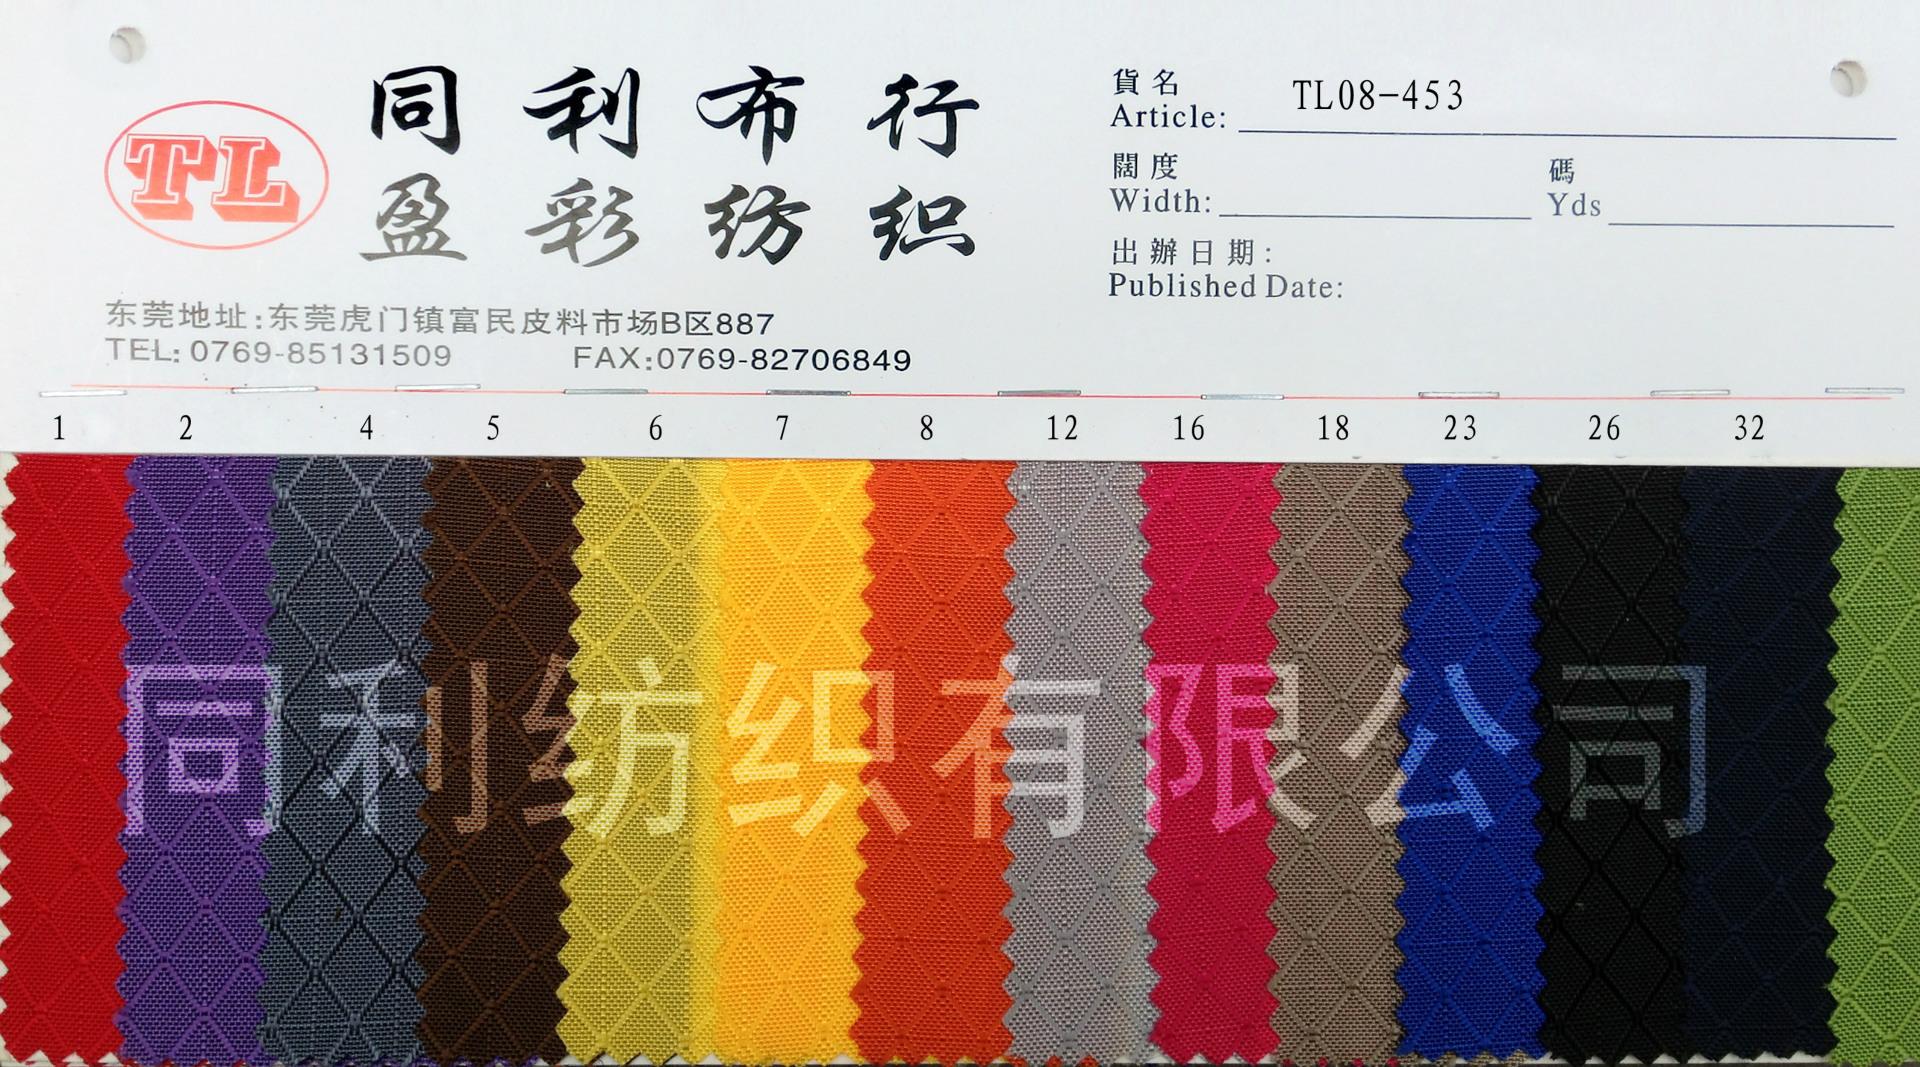 TL
同利布行
盈彩纺织
东莞地址:东莞虎门镇富民皮料市场B区887
TEL: 0769-85131509 FAX:0769-82706849
貨名
Article: TL08-453
闊度 碼
Width: Yds
出辦日期:
Published Date:
1 2 4 5 6 7 8 12 16 18 23 26 32
同利纺织有限公司